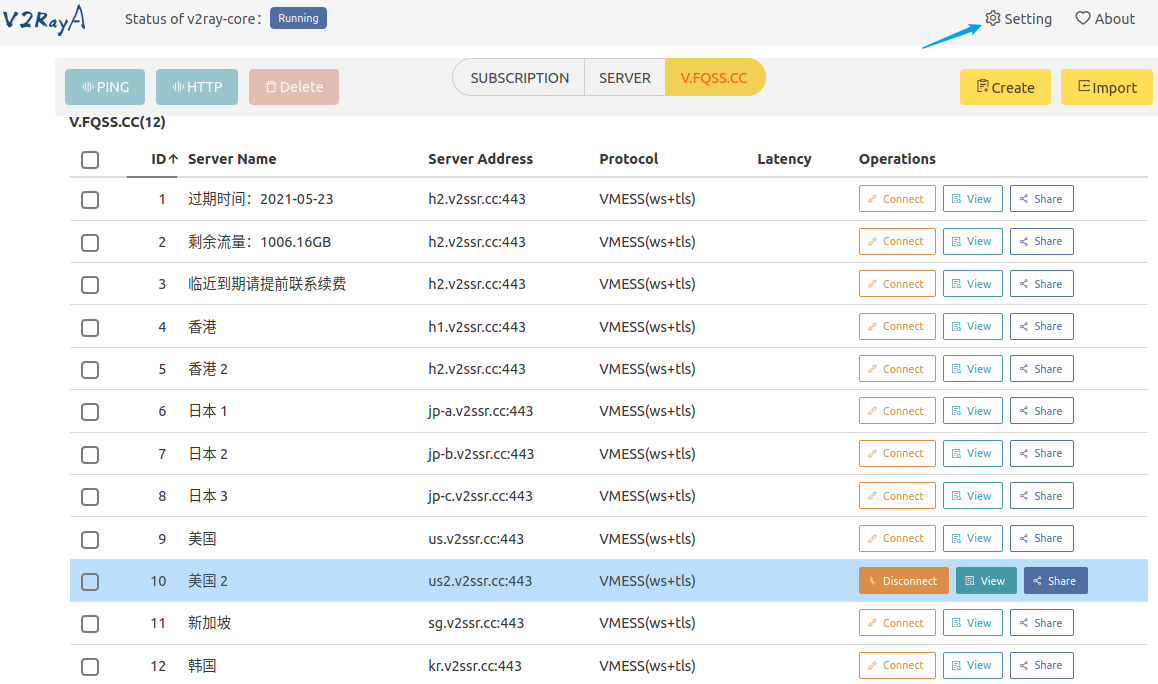 V2RayA Status of v2ray-core： Running Setting About
PING HTTP Delete SUBSCRIPTION SERVER V.FQSS.CC Create Import
V.FQSS.CC(12)
ID Server Name Server Address Protocol Latency Operations
1 过期时间：2021-05-23 h2.v2ssr.cc:443 VMESS(ws+tls) Connect View Share
2 剩余流量：1006.16GB h2.v2ssr.cc:443 VMESS(ws+tls) Connect View Share
3 临近到期请提前联系续费 h2.v2ssr.cc:443 VMESS(ws+tls) Connect View Share
4 香港 h1.v2ssr.cc:443 VMESS(ws+tls) Connect View Share
5 香港 2 h2.v2ssr.cc:443 VMESS(ws+tls) Connect View Share
6 日本 1 jp-a.v2ssr.cc:443 VMESS(ws+tls) Connect View Share
7 日本 2 jp-b.v2ssr.cc:443 VMESS(ws+tls) Connect View Share
8 日本 3 jp-c.v2ssr.cc:443 VMESS(ws+tls) Connect View Share
9 美国 us.v2ssr.cc:443 VMESS(ws+tls) Connect View Share
10 美国 2 us2.v2ssr.cc:443 VMESS(ws+tls) Disconnect View Share
11 新加坡 sg.v2ssr.cc:443 VMESS(ws+tls) Connect View Share
12 韩国 kr.v2ssr.cc:443 VMESS(ws+tls) Connect View Share